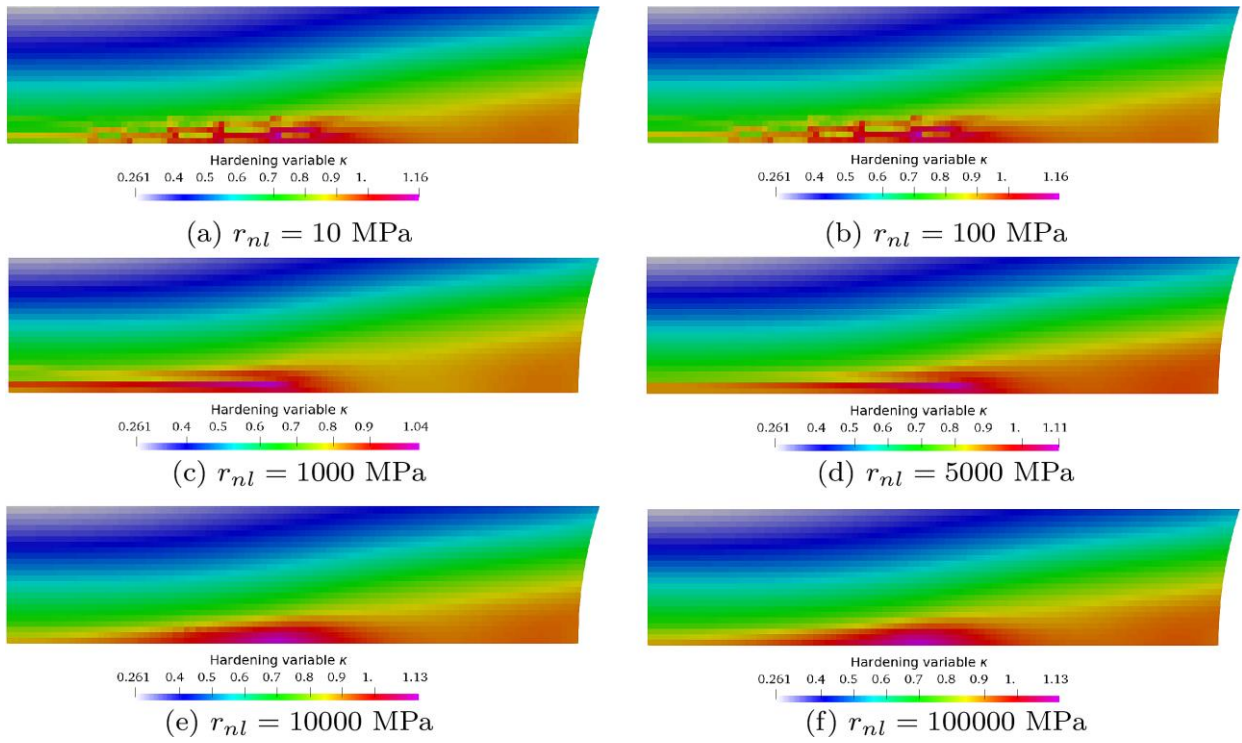 Hardening variable κ
0.261 0.4 0.5 0.6 0.7 0.8 0.9 1. 1.16
(a) r_nl = 10 MPa
Hardening variable κ
0.261 0.4 0.5 0.6 0.7 0.8 0.9 1. 1.16
(b) r_nl = 100 MPa
Hardening variable κ
0.261 0.4 0.5 0.6 0.7 0.8 0.9 1.04
(c) r_nl = 1000 MPa
Hardening variable κ
0.261 0.4 0.5 0.6 0.7 0.8 0.9 1. 1.11
(d) r_nl = 5000 MPa
Hardening variable κ
0.261 0.4 0.5 0.6 0.7 0.8 0.9 1. 1.13
(e) r_nl = 10000 MPa
Hardening variable κ
0.261 0.4 0.5 0.6 0.7 0.8 0.9 1. 1.13
(f) r_nl = 100000 MPa